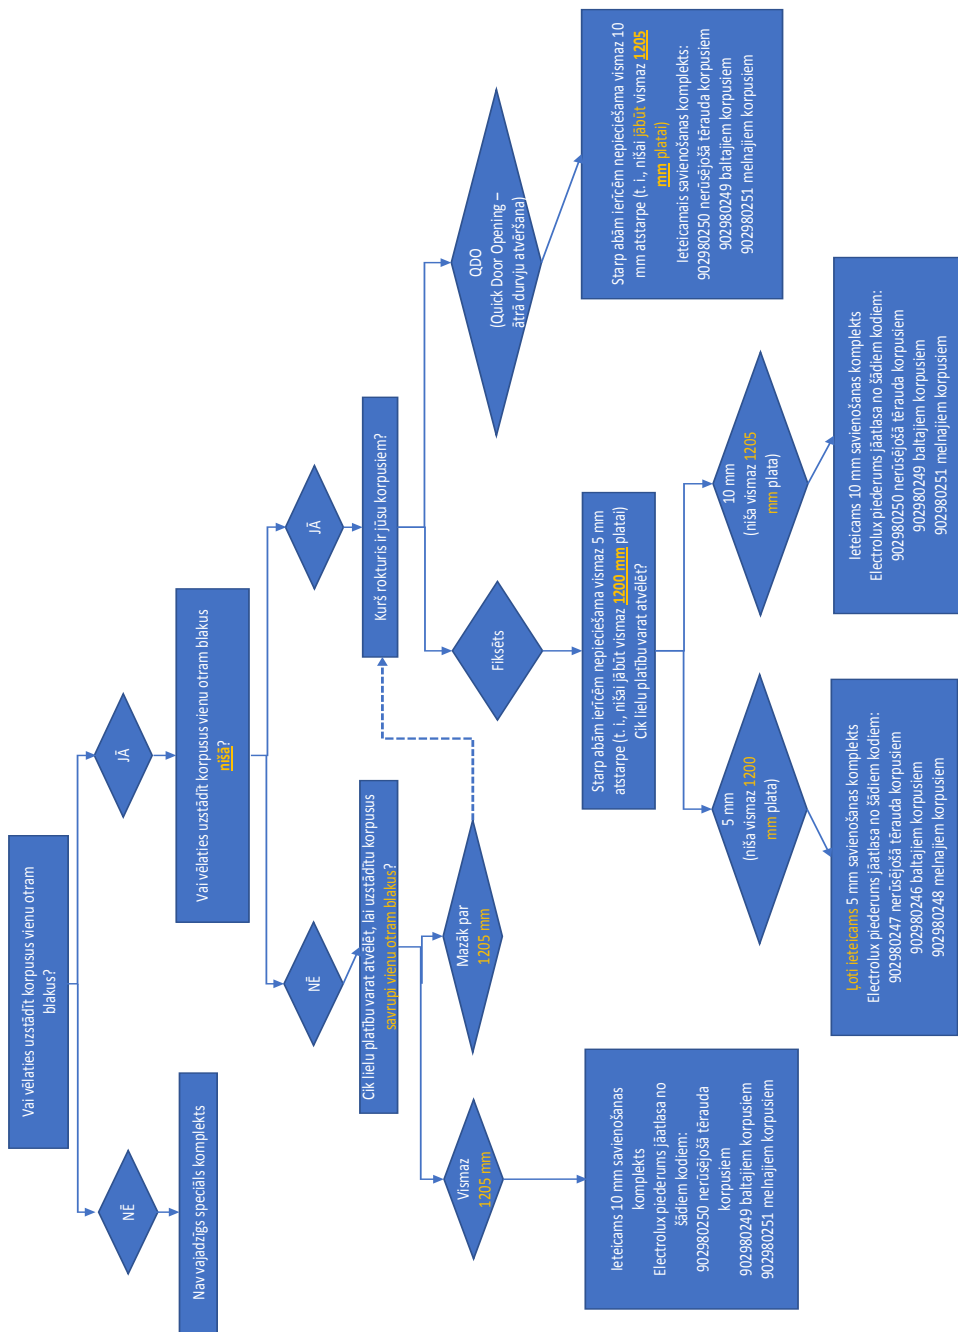 Vai vēlaties uzstādīt korpusus vienu otram
blakus?
NĒ
JĀ
Nav vajadzīgs speciāls komplekts
Vai vēlaties uzstādīt korpusus vienu otram blakus
nišā?
NĒ
JĀ
Cik lielu platību varat atvēlēt, lai uzstādītu korpusus
savrupi vienu otram blakus?
Kurš rokturis ir jūsu korpusiem?
Vismaz
1205 mm
Mazāk par
1205 mm
Fiksēts
QDO
(Quick Door Opening –
ātrā durvju atvēršana)
Ieteicams 10 mm savienošanas
komplekts
Electrolux piederums jāatlasa no
šādiem kodiem:
902980250 nerūsējošā tērauda
korpusiem
902980249 baltajiem korpusiem
902980251 melnajiem korpusiem
Starp abām ierīcēm nepieciešama vismaz 5 mm
atstarpe (t. i., nišai jābūt vismaz 1200 mm platai)
Cik lielu platību varat atvēlēt?
Starp abām ierīcēm nepieciešama vismaz 10
mm atstarpe (t. i., nišai jābūt vismaz 1205
mm platai)
Ieteicamais savienošanas komplekts:
902980250 nerūsējošā tērauda korpusiem
902980249 baltajiem korpusiem
902980251 melnajiem korpusiem
5 mm
(niša vismaz 1200
mm plata)
10 mm
(niša vismaz 1205
mm plata)
Ļoti ieteicams 5 mm savienošanas komplekts
Electrolux piederums jāatlasa no šādiem kodiem:
902980247 nerūsējošā tērauda korpusiem
902980246 baltajiem korpusiem
902980248 melnajiem korpusiem
Ieteicams 10 mm savienošanas komplekts
Electrolux piederums jāatlasa no šādiem kodiem:
902980250 nerūsējošā tērauda korpusiem
902980249 baltajiem korpusiem
902980251 melnajiem korpusiem